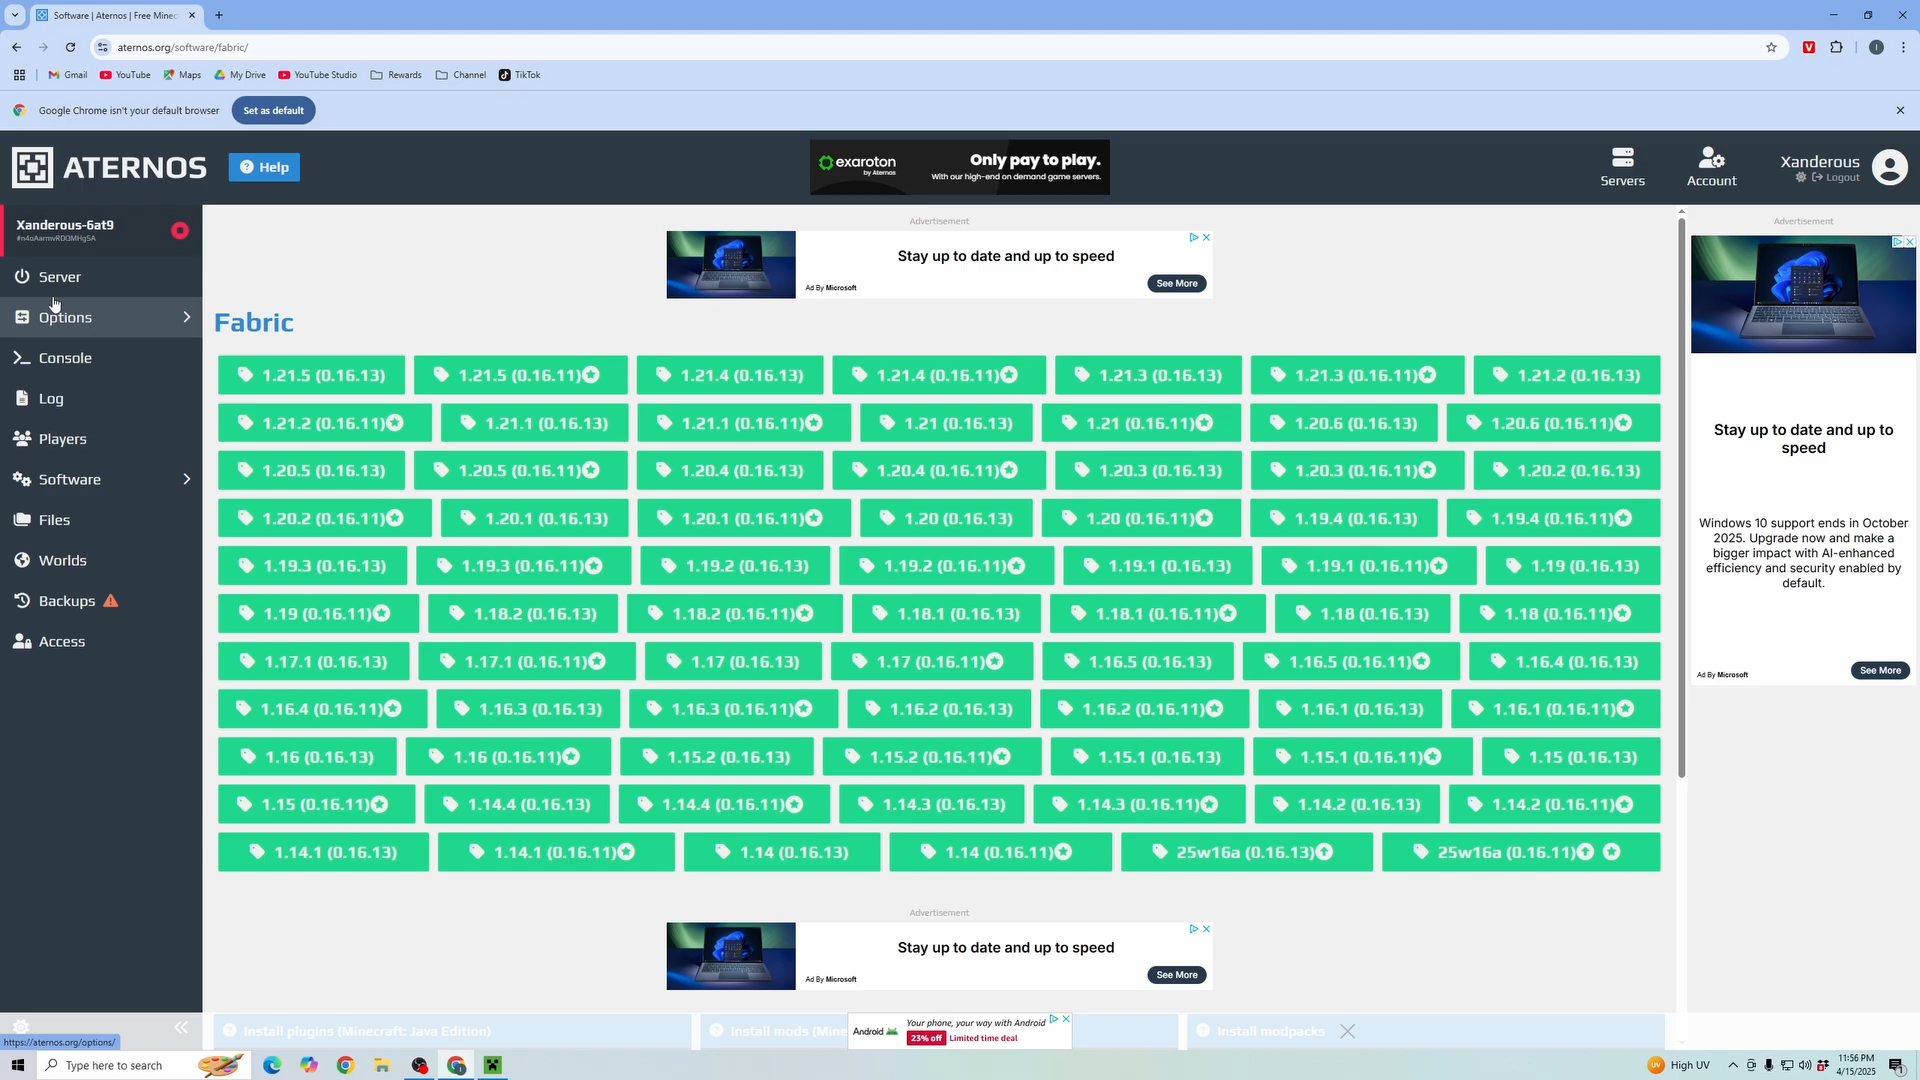 Software | Aternos | Free Minec
aternos.org/software/fabric/
Gmail YouTube Maps My Drive YouTube Studio Rewards Channel TikTok
Google Chrome isn't your default browser Set as default
ATERNOS Help
exaroton by Aternos Only pay to play.
With our high-end on demand game servers.
Servers Account Xanderous Logout
Xanderous-6at9
Server
Options
Console
Log
Players
Software
Files
Worlds
Backups
Access
https://aternos.org/options/
Advertisement
Stay up to date and up to speed
Ad By Microsoft See More
Fabric
1.21.5 (0.16.13) 1.21.5 (0.16.11) 1.21.4 (0.16.13) 1.21.4 (0.16.11) 1.21.3 (0.16.13) 1.21.3 (0.16.11) 1.21.2 (0.16.13)
1.21.2 (0.16.11) 1.21.1 (0.16.13) 1.21.1 (0.16.11) 1.21 (0.16.13) 1.21 (0.16.11) 1.20.6 (0.16.13) 1.20.6 (0.16.11)
1.20.5 (0.16.13) 1.20.5 (0.16.11) 1.20.4 (0.16.13) 1.20.4 (0.16.11) 1.20.3 (0.16.13) 1.20.3 (0.16.11) 1.20.2 (0.16.13)
1.20.2 (0.16.11) 1.20.1 (0.16.13) 1.20.1 (0.16.11) 1.20 (0.16.13) 1.20 (0.16.11) 1.19.4 (0.16.13) 1.19.4 (0.16.11)
1.19.3 (0.16.13) 1.19.3 (0.16.11) 1.19.2 (0.16.13) 1.19.2 (0.16.11) 1.19.1 (0.16.13) 1.19.1 (0.16.11) 1.19 (0.16.13)
1.19 (0.16.11) 1.18.2 (0.16.13) 1.18.2 (0.16.11) 1.18.1 (0.16.13) 1.18.1 (0.16.11) 1.18 (0.16.13) 1.18 (0.16.11)
1.17.1 (0.16.13) 1.17.1 (0.16.11) 1.17 (0.16.13) 1.17 (0.16.11) 1.16.5 (0.16.13) 1.16.5 (0.16.11) 1.16.4 (0.16.13)
1.16.4 (0.16.11) 1.16.3 (0.16.13) 1.16.3 (0.16.11) 1.16.2 (0.16.13) 1.16.2 (0.16.11) 1.16.1 (0.16.13) 1.16.1 (0.16.11)
1.16 (0.16.13) 1.16 (0.16.11) 1.15.2 (0.16.13) 1.15.2 (0.16.11) 1.15.1 (0.16.13) 1.15.1 (0.16.11) 1.15 (0.16.13)
1.15 (0.16.11) 1.14.4 (0.16.13) 1.14.4 (0.16.11) 1.14.3 (0.16.13) 1.14.3 (0.16.11) 1.14.2 (0.16.13) 1.14.2 (0.16.11)
1.14.1 (0.16.13) 1.14.1 (0.16.11) 1.14 (0.16.13) 1.14 (0.16.11) 25w16a (0.16.13) 25w16a (0.16.11)
Advertisement
Stay up to date and up to speed
Ad By Microsoft See More
Install plugins (Minecraft: Java Edition) Install mods (Mine Install modpacks
Android Your phone, your way with Android
23% off Limited time deal
Advertisement
Stay up to date and up to
speed
Windows 10 support ends in October
2025. Upgrade now and make a
bigger impact with AI-enhanced
efficiency and security enabled by
default.
Ad By Microsoft See More
Type here to search
High UV
11:56 PM
4/15/2025